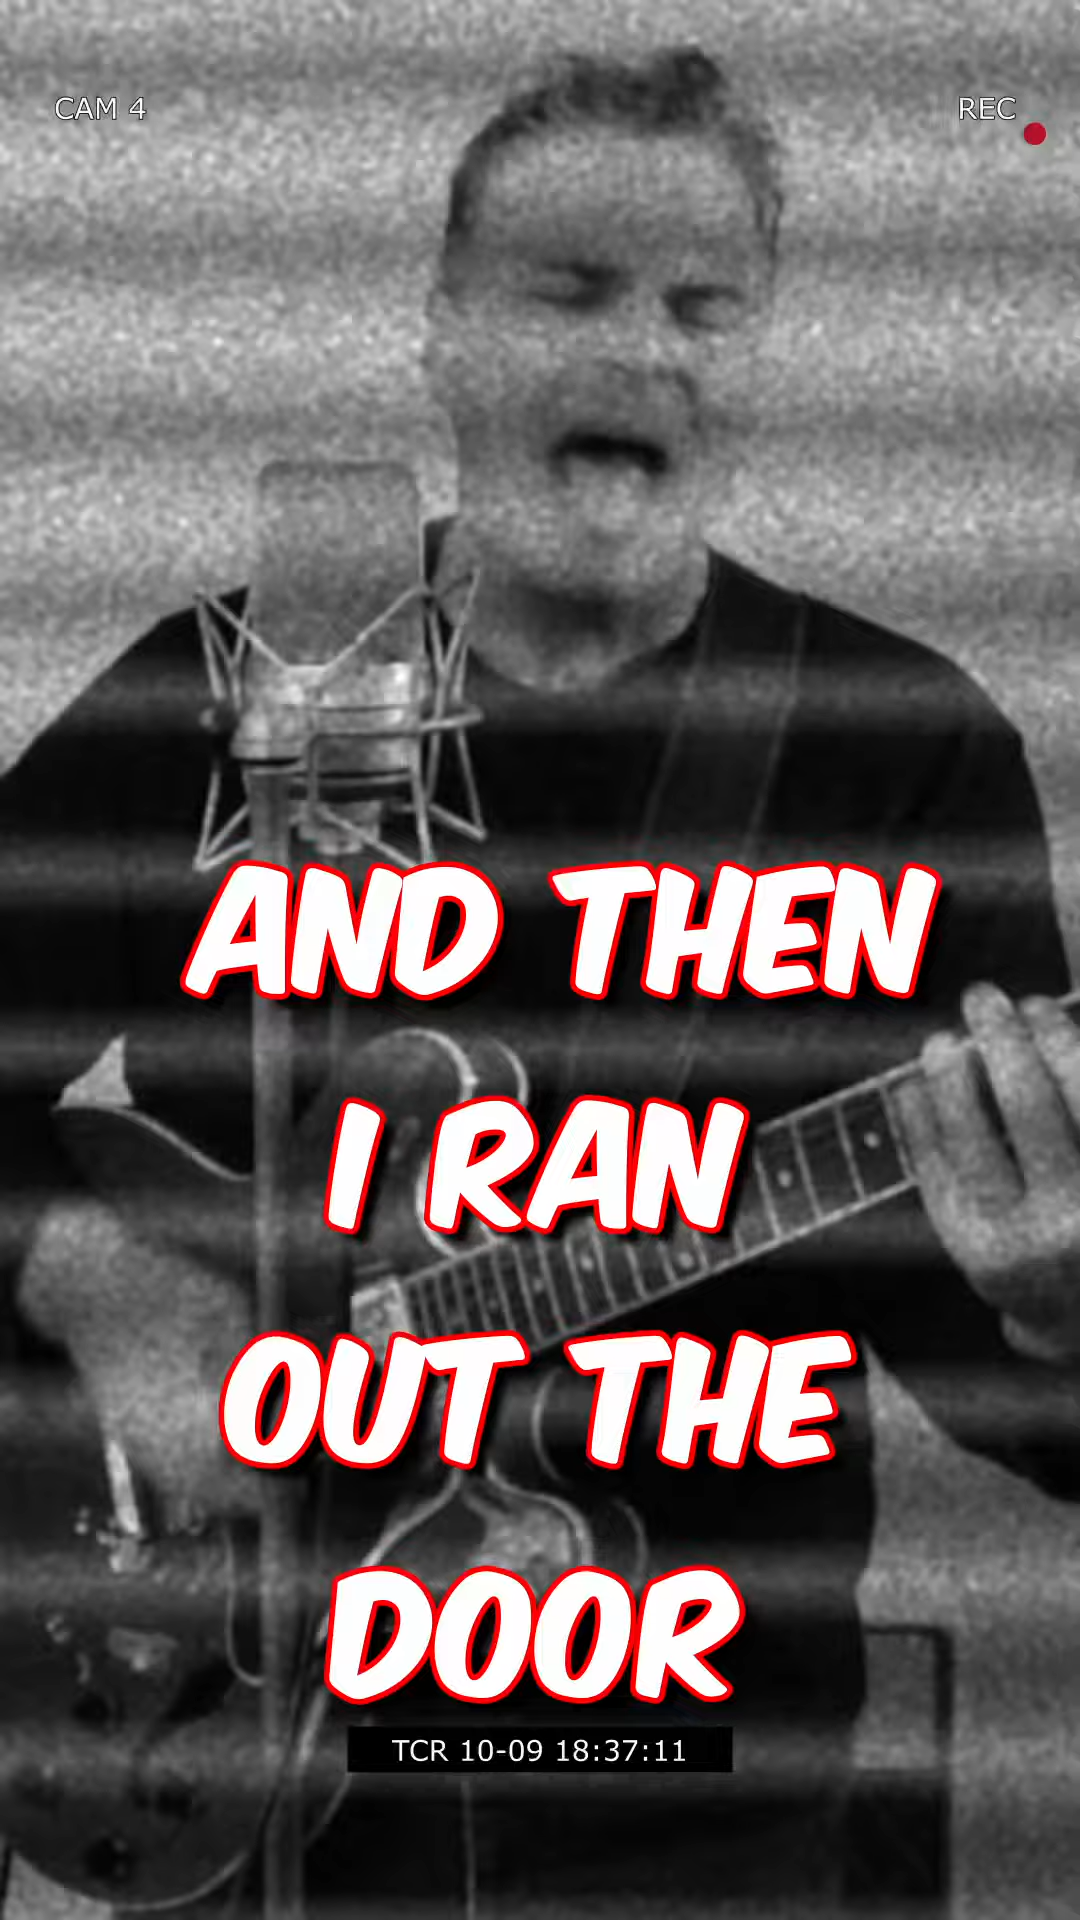 CAM 4
REC
AND THEN
I RAN
OUT THE
DOOR
TCR 10-09 18:37:11